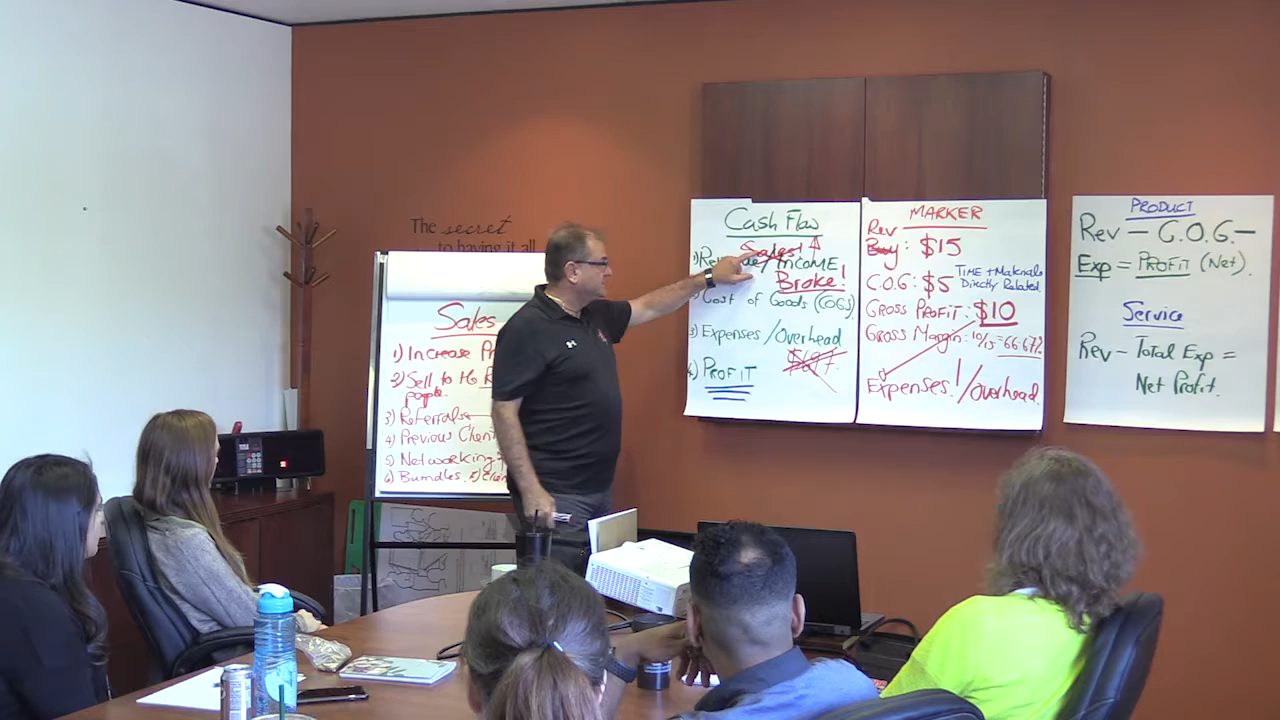 The secret
to having it all
Sales
1) Increase
2) Sell to the
people.
3) Referrals
4) Previous Clien
5) Networking
6) Bundles.
Cash Flow
Sales!
1) INCOME
Broke!
Cost of Goods (COGS)
3) Expenses/Overhead
$697.
4) PROFIT
MARKER
Rev
Buy: $15
C.O.G: $5 TIME + Materials
Directly Related.
GROSS PROFIT: $10
GROSS Margin: 10/15=66.67%
Expenses!/Overhead.
PRODUCT
Rev - C.O.G. -
Exp = PROFIT (Net).
Service
Rev - Total Exp =
Net Profit.